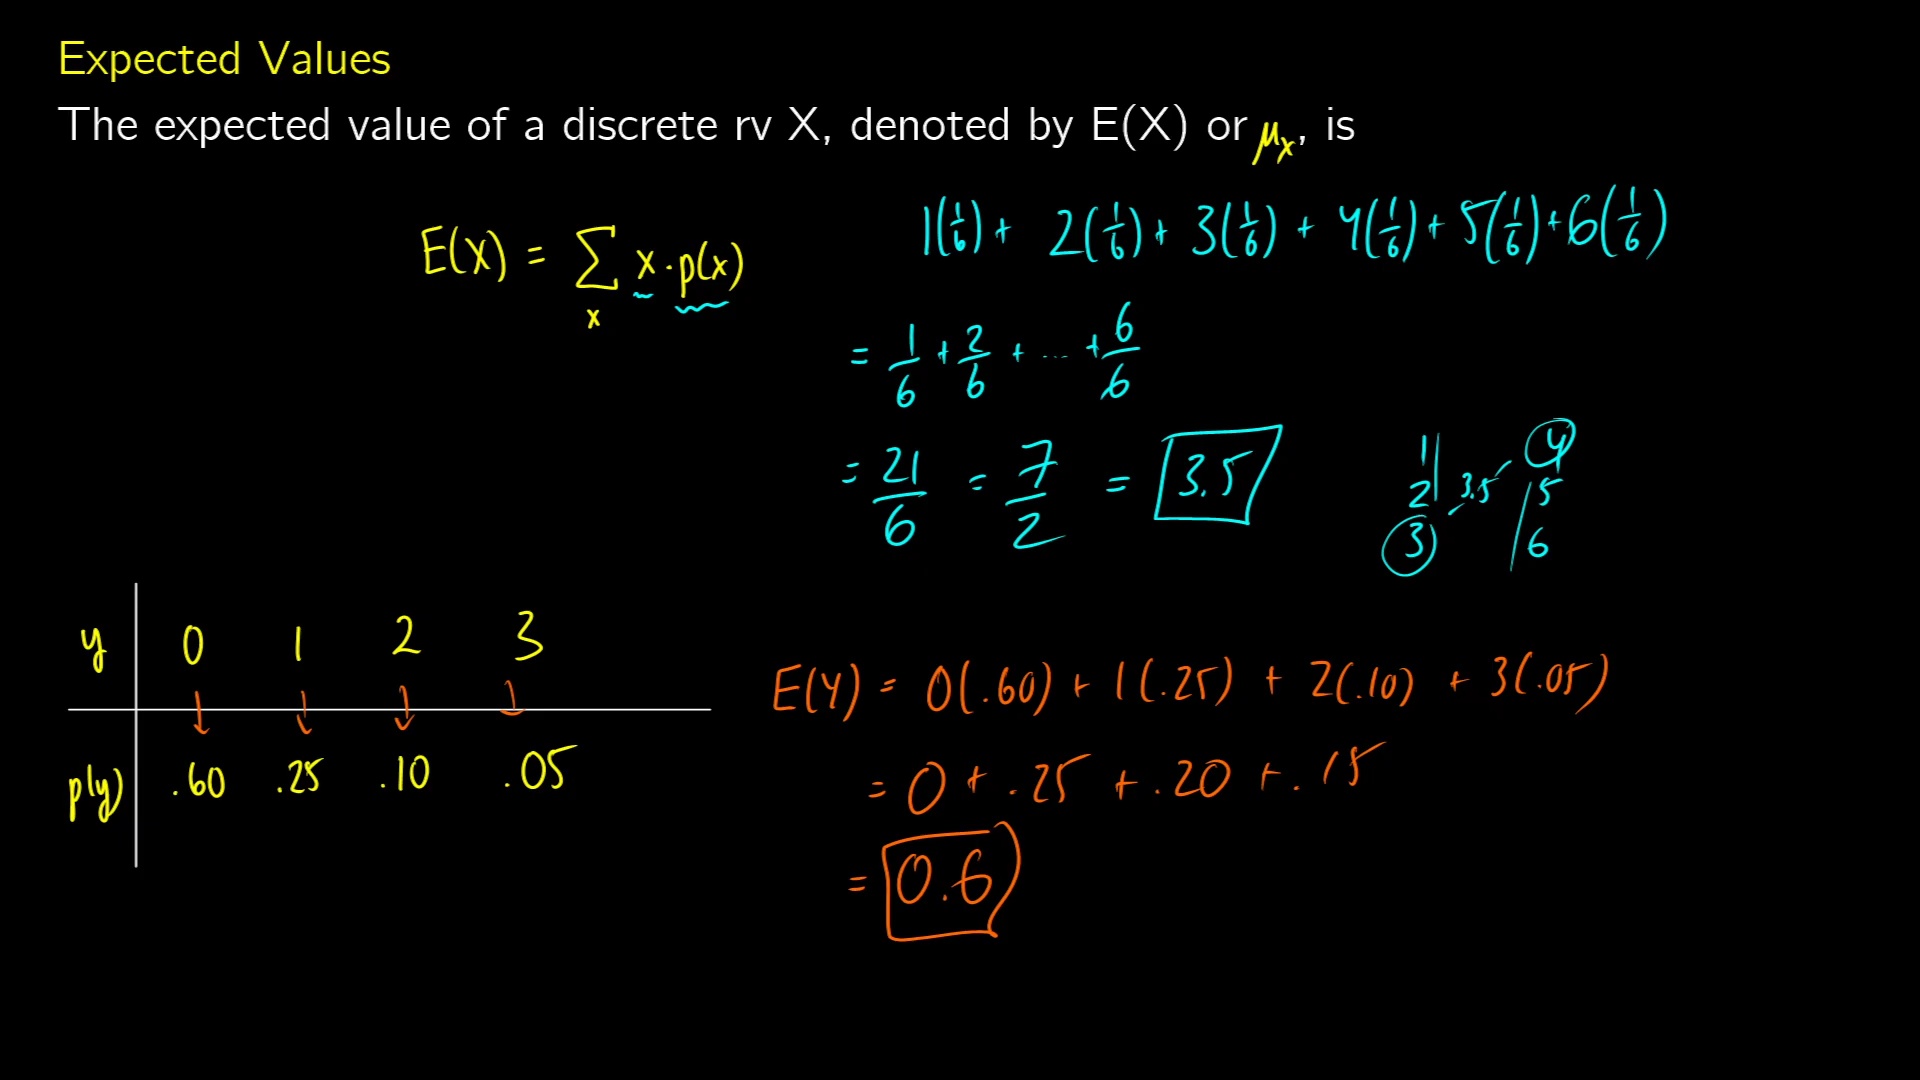 Expected Values
The expected value of a discrete rv X, denoted by E(X) or μₓ, is
E(X) = ∑ₓ x · p(x)
1(1/6) + 2(1/6) + 3(1/6) + 4(1/6) + 5(1/6) + 6(1/6)
= 1/6 + 2/6 + ... + 6/6
= 21/6 = 7/2 = 3.5
1 2 3
3.5
4 5 6
y 0 1 2 3
p(y) .60 .25 .10 .05
E(Y) = 0(.60) + 1(.25) + 2(.10) + 3(.05)
= 0 + .25 + .20 + .15
= 0.6